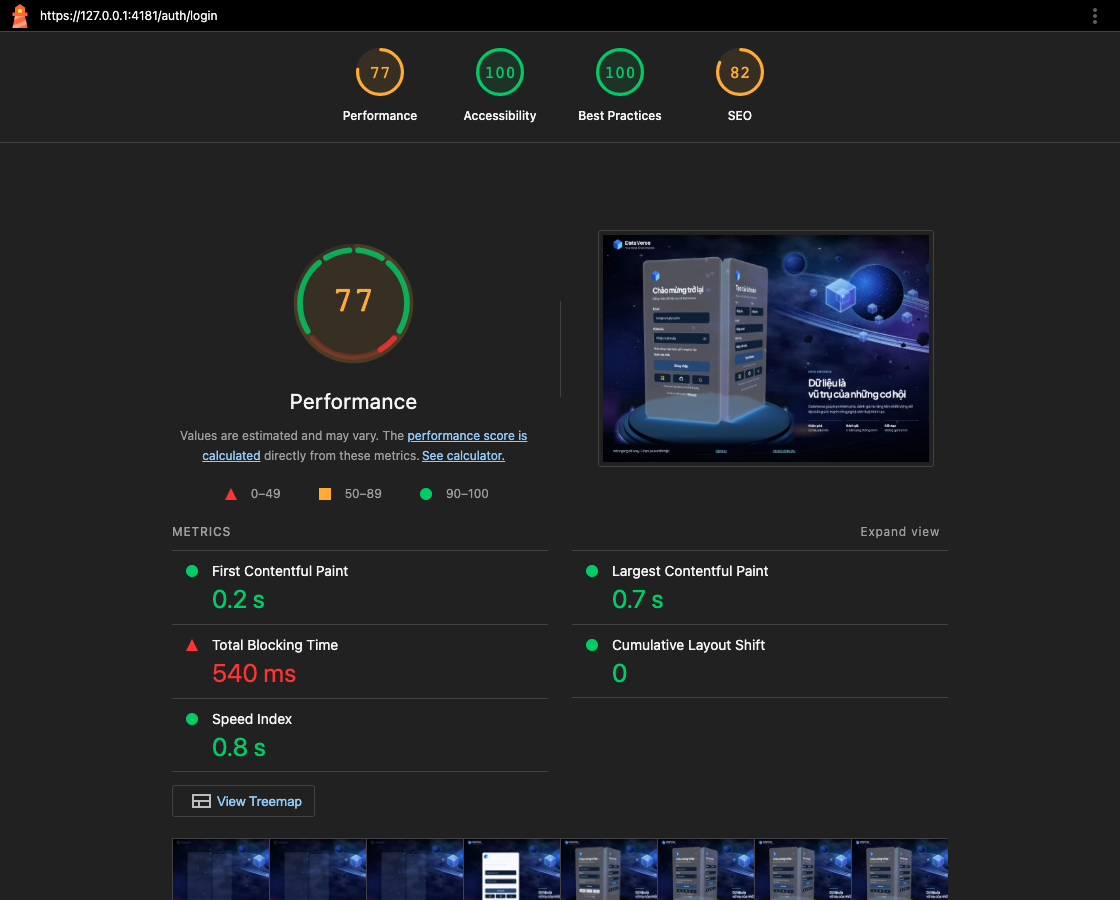 https://127.0.0.1:4181/auth/login
77
100
100
82
Performance
Accessibility
Best Practices
SEO
77
Performance
Values are estimated and may vary. The performance score is
calculated directly from these metrics. See calculator.
0–49
50–89
90–100
DataVerse
Chào mừng trở lại
Tạo tài khoản
Dữ liệu là
vũ trụ của những cơ hội
METRICS
Expand view
First Contentful Paint
0.2 s
Largest Contentful Paint
0.7 s
Total Blocking Time
540 ms
Cumulative Layout Shift
0
Speed Index
0.8 s
View Treemap